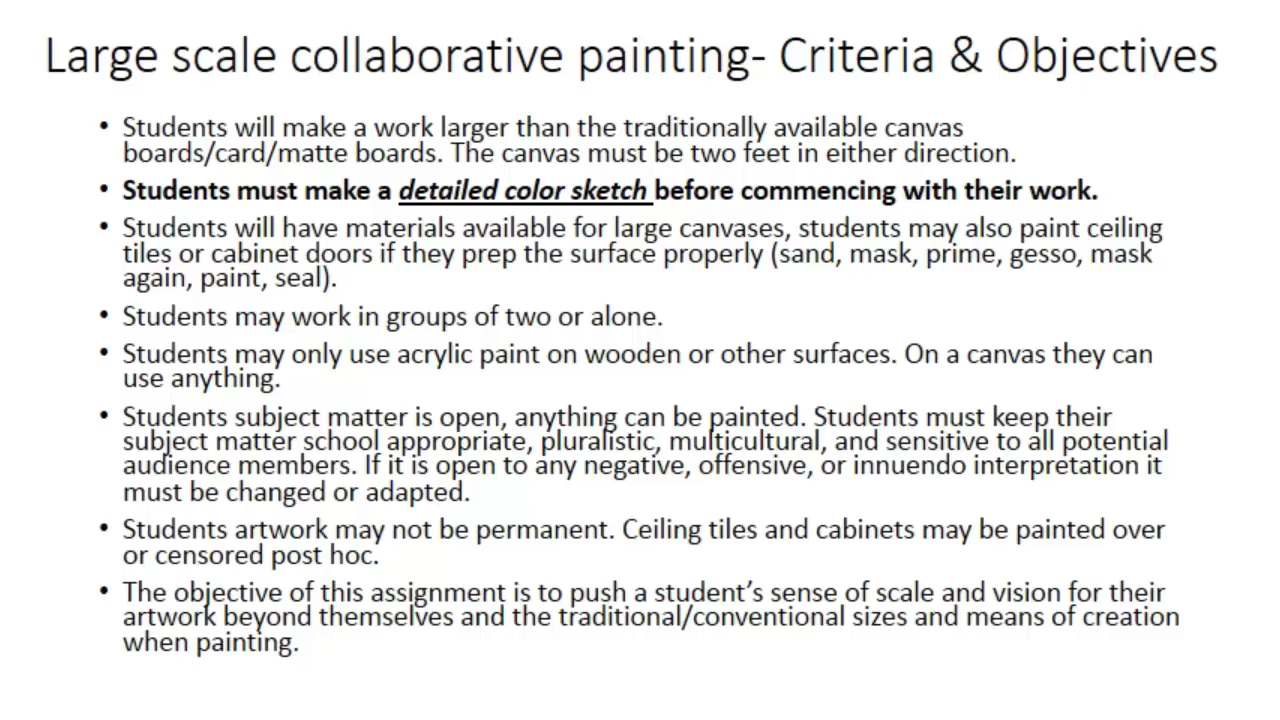 Large scale collaborative painting- Criteria & Objectives
• Students will make a work larger than the traditionally available canvas
boards/card/matte boards. The canvas must be two feet in either direction.
• Students must make a detailed color sketch before commencing with their work.
• Students will have materials available for large canvases, students may also paint ceiling
tiles or cabinet doors if they prep the surface properly (sand, mask, prime, gesso, mask
again, paint, seal).
• Students may work in groups of two or alone.
• Students may only use acrylic paint on wooden or other surfaces. On a canvas they can
use anything.
• Students subject matter is open, anything can be painted. Students must keep their
subject matter school appropriate, pluralistic, multicultural, and sensitive to all potential
audience members. If it is open to any negative, offensive, or innuendo interpretation it
must be changed or adapted.
• Students artwork may not be permanent. Ceiling tiles and cabinets may be painted over
or censored post hoc.
• The objective of this assignment is to push a student’s sense of scale and vision for their
artwork beyond themselves and the traditional/conventional sizes and means of creation
when painting.